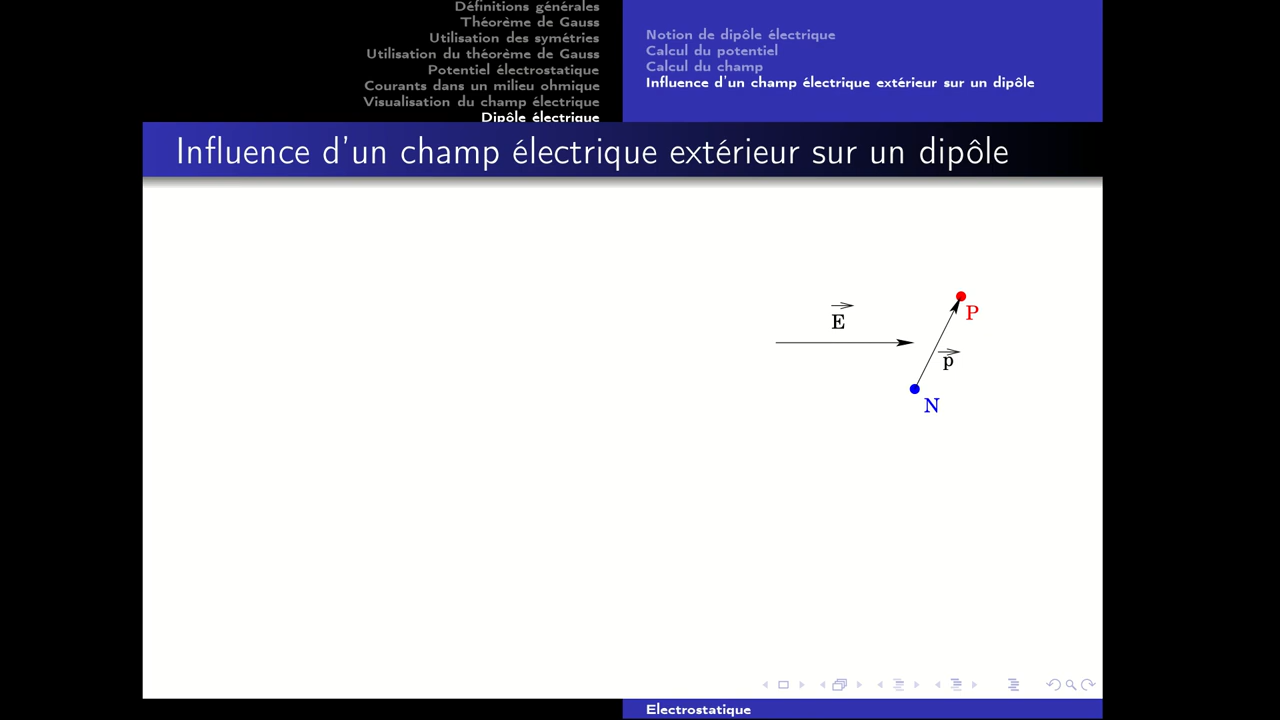 Définitions générales
Théorème de Gauss
Utilisation des symétries
Utilisation du théorème de Gauss
Potentiel électrostatique
Courants dans un milieu ohmique
Visualisation du champ électrique
Dipôle électrique
Notion de dipôle électrique
Calcul du potentiel
Calcul du champ
Influence d'un champ électrique extérieur sur un dipôle
Influence d'un champ électrique extérieur sur un dipôle
E
P
p
N
Electrostatique